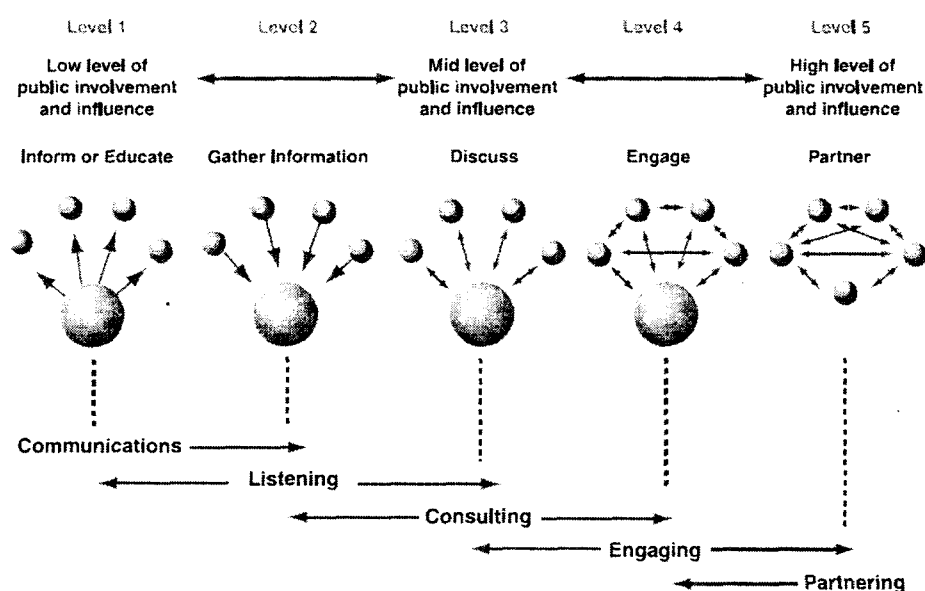 Level 1 Level 2 Level 3 Level 4 Level 5
Low level of
public involvement
and influence
Mid level of
public involvement
and influence
High level of
public involvement
and influence
Inform or Educate Gather Information Discuss Engage Partner
Communications
Listening
Consulting
Engaging
Partnering